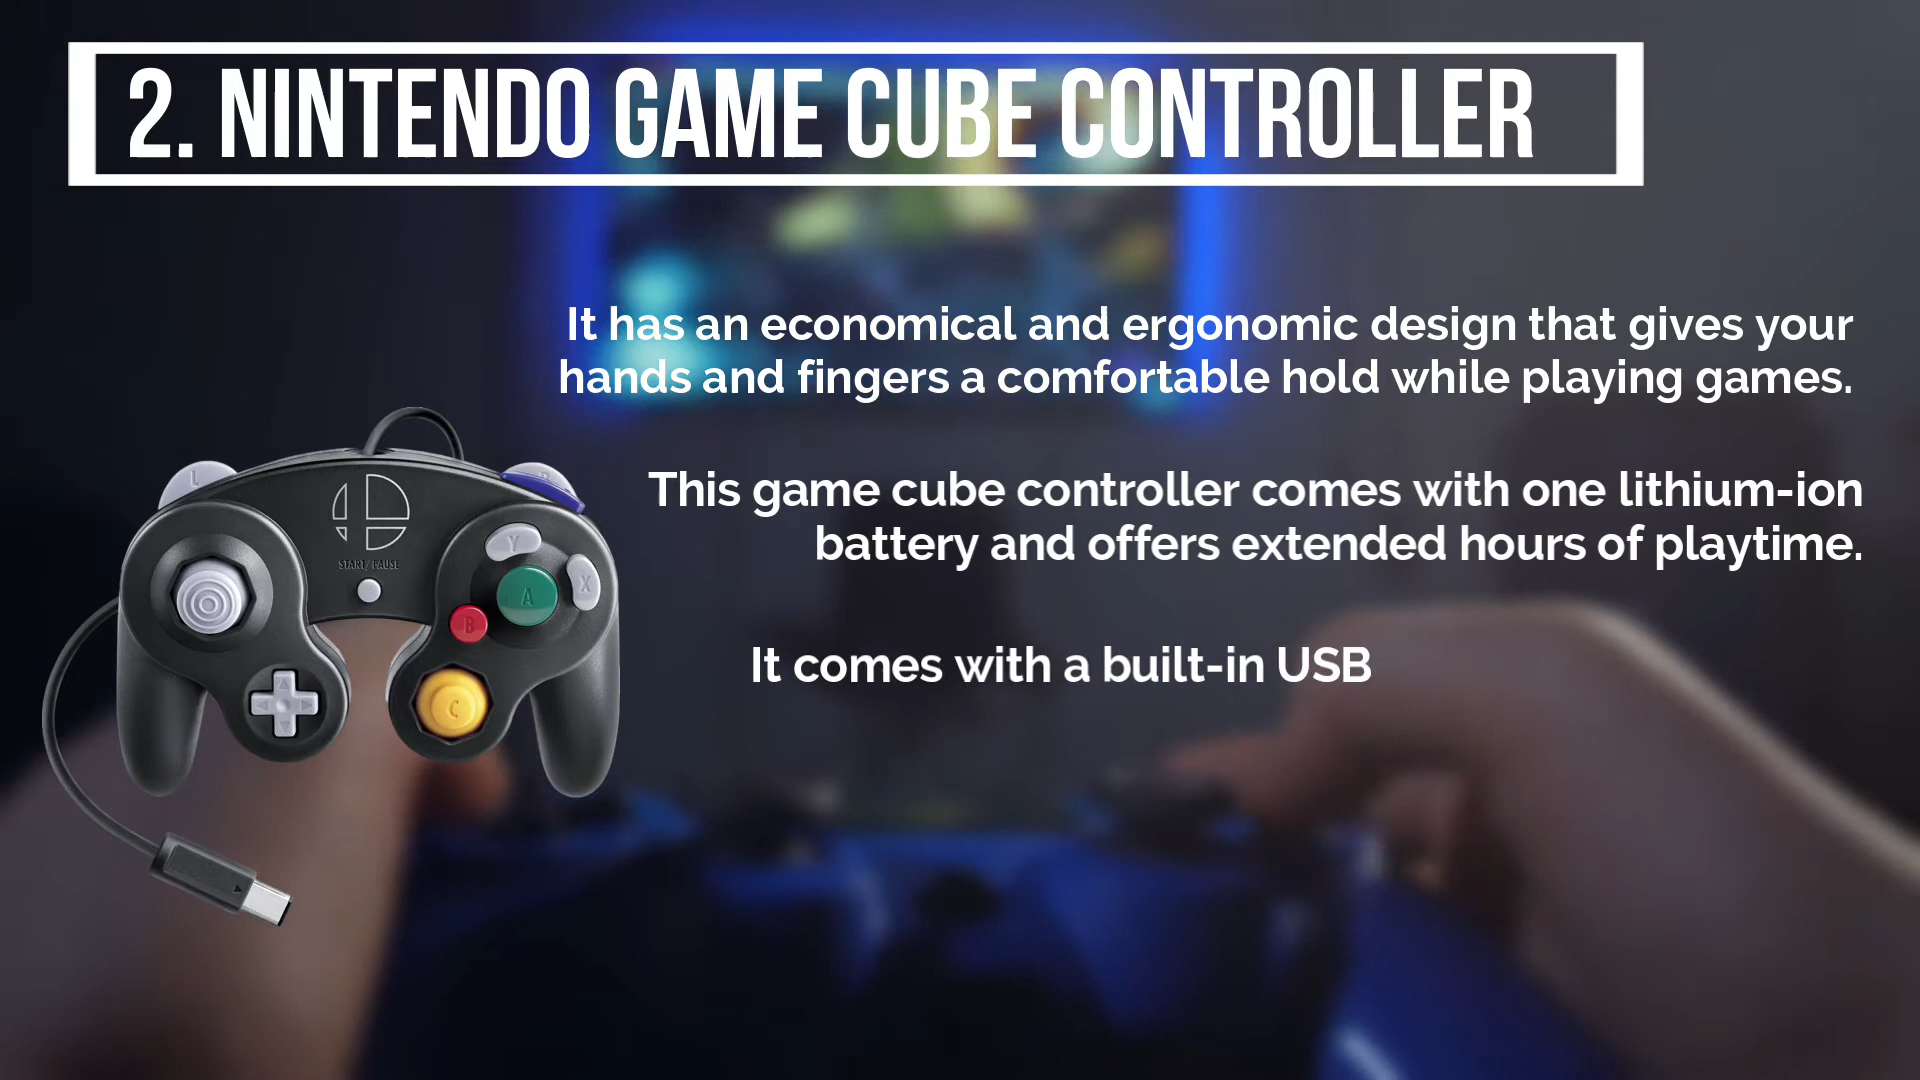 2. NINTENDO GAME CUBE CONTROLLER
It has an economical and ergonomic design that gives your
hands and fingers a comfortable hold while playing games.
This game cube controller comes with one lithium-ion
battery and offers extended hours of playtime.
It comes with a built-in USB
L
R
START/PAUSE
Y
X
A
B
C